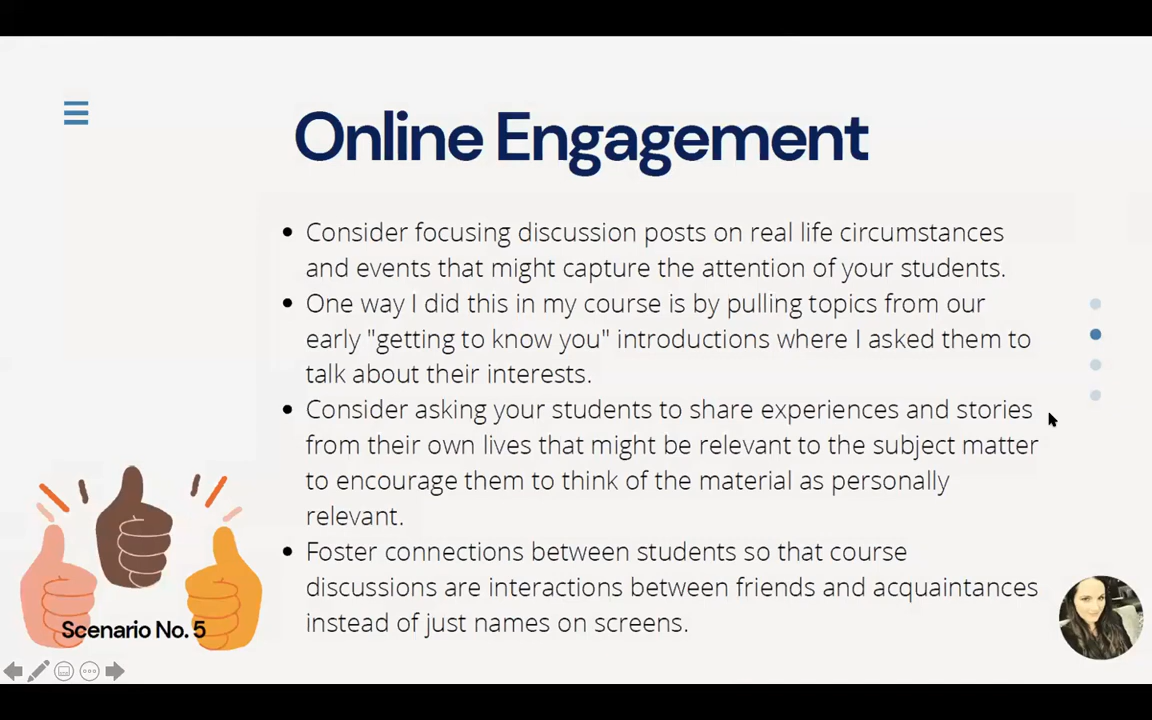 Online Engagement
• Consider focusing discussion posts on real life circumstances
and events that might capture the attention of your students.
• One way I did this in my course is by pulling topics from our
early "getting to know you" introductions where I asked them to
talk about their interests.
• Consider asking your students to share experiences and stories
from their own lives that might be relevant to the subject matter
to encourage them to think of the material as personally
relevant.
• Foster connections between students so that course
discussions are interactions between friends and acquaintances
instead of just names on screens.
Scenario No. 5